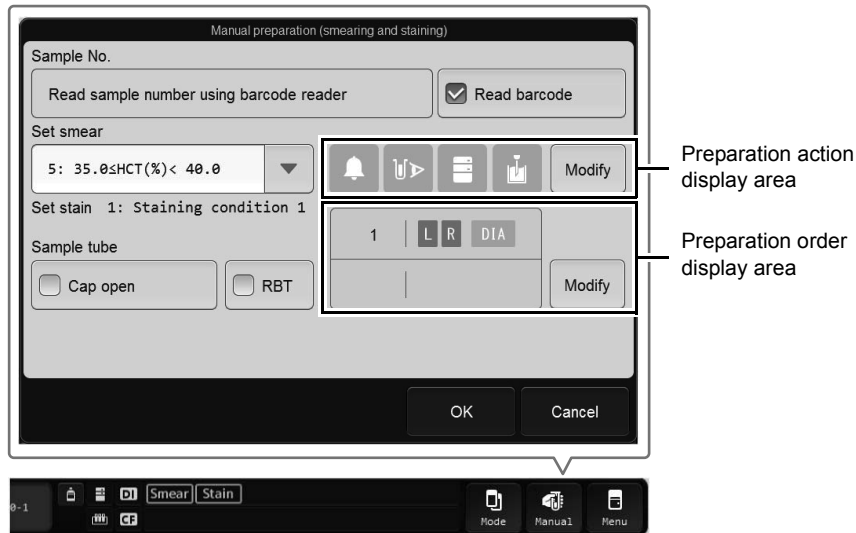 Manual preparation (smearing and staining)
Sample No.
Read sample number using barcode reader
Read barcode
Set smear
5: 35.0≤HCT(%)< 40.0
Modify
Preparation action
display area
Set stain 1: Staining condition 1
1 L R DIA
Preparation order
display area
Sample tube
Cap open
RBT
Modify
OK
Cancel
0-1
DI
Smear
Stain
CF
Mode
Manual
Menu